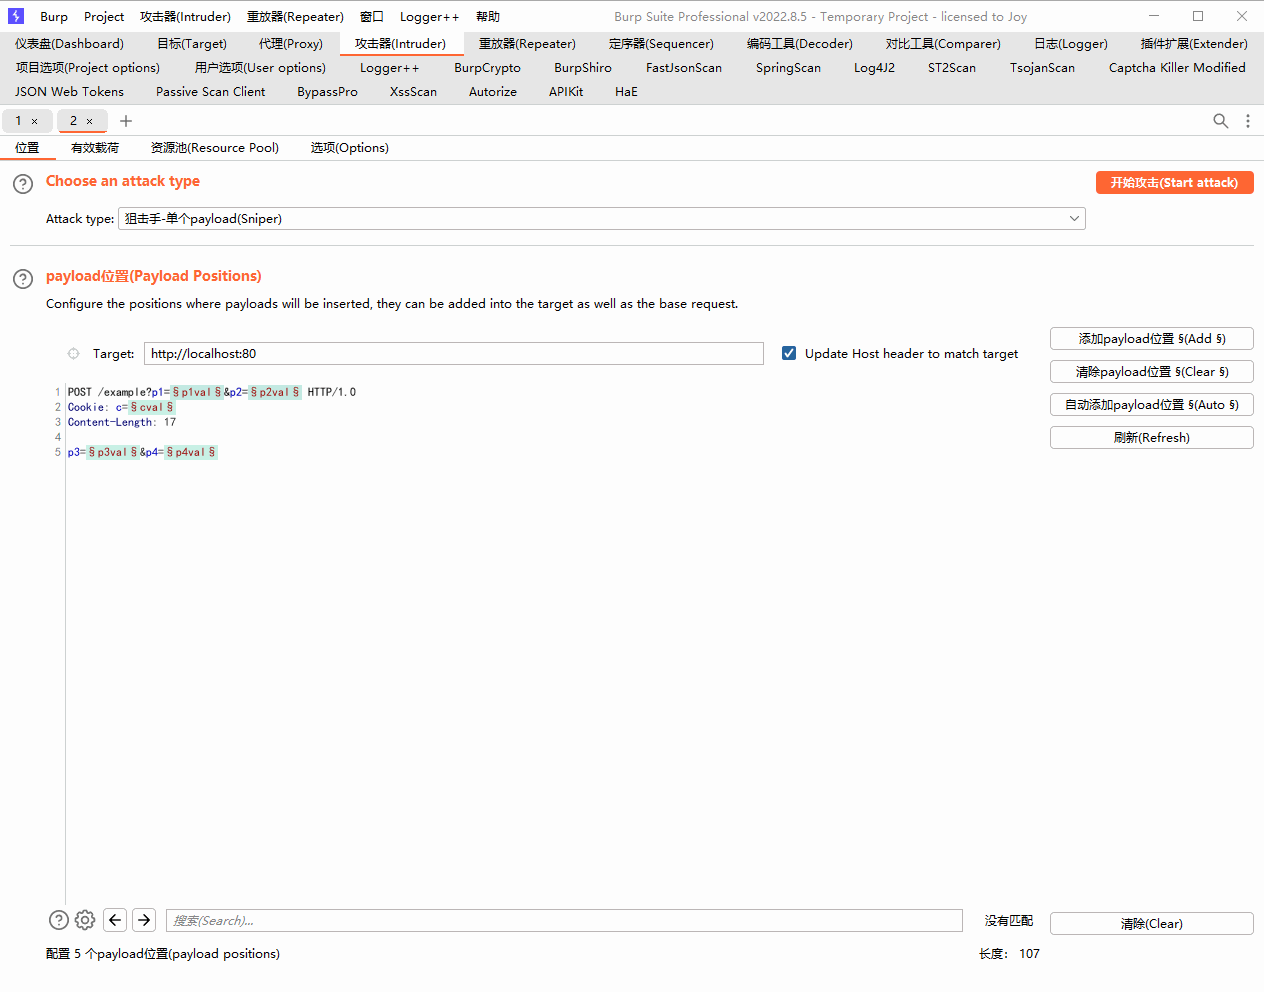 Burp Project 攻击器(Intruder) 重放器(Repeater) 窗口 Logger++ 帮助 Burp Suite Professional v2022.8.5 - Temporary Project - licensed to Joy
仪表盘(Dashboard) 目标(Target) 代理(Proxy) 攻击器(Intruder) 重放器(Repeater) 定序器(Sequencer) 编码工具(Decoder) 对比工具(Comparer) 日志(Logger) 插件扩展(Extender)
项目选项(Project options) 用户选项(User options) Logger++ BurpCrypto BurpShiro FastJsonScan SpringScan Log4J2 ST2Scan TsojanScan Captcha Killer Modified
JSON Web Tokens Passive Scan Client BypassPro XssScan Autorize APIKit HaE
1 × 2 × +
位置 有效载荷 资源池(Resource Pool) 选项(Options)
? Choose an attack type 开始攻击(Start attack)
Attack type: 狙击手-单个payload(Sniper)
? payload位置(Payload Positions)
Configure the positions where payloads will be inserted, they can be added into the target as well as the base request.
添加payload位置 §(Add §)
Target: http://localhost:80 Update Host header to match target
清除payload位置 §(Clear §)
自动添加payload位置 §(Auto §)
刷新(Refresh)
1 POST /example?p1=§p1val§&p2=§p2val§ HTTP/1.0
2 Cookie: c=§cval§
3 Content-Length: 17
4
5 p3=§p3val§&p4=§p4val§
? 搜索(Search)... 没有匹配 清除(Clear)
配置 5 个payload位置(payload positions) 长度: 107